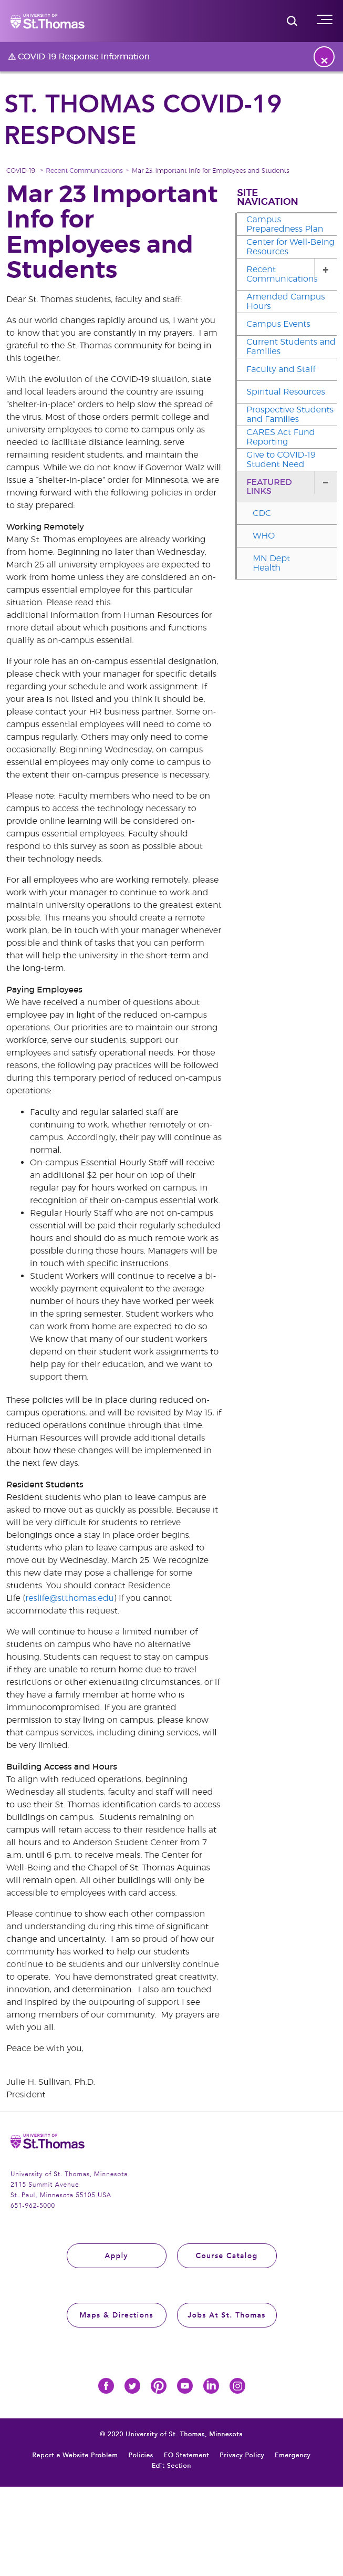 UNIVERSITY OF
St.Thomas
⚠ COVID-19 Response Information
×
ST. THOMAS COVID-19
RESPONSE
COVID-19 • Recent Communications • Mar 23: Important Info for Employees and Students
Mar 23 Important
Info for
Employees and
Students
Dear St. Thomas students, faculty and staff:
As our world changes rapidly around us, I want you
to know that you are constantly in my prayers.  I am
grateful to the St. Thomas community for being in
this together.
With the evolution of the COVID-19 situation, state
and local leaders around the country are issuing
"shelter-in-place" orders to help slow the spread of
the virus. Most of those orders permit college and
university employees to come onto campus only as
needed to facilitate distance learning, serve
remaining resident students, and maintain the
campus. While we do not know if Governor Walz will
issue a "shelter-in-place" order for Minnesota, we are
moving forward with reducing operations in order
to stop the spread.
Working Remotely
Many St. Thomas employees are already working
from home. Beginning no later than Wednesday,
March 25 all university employees are expected to
work from home unless they are considered an on-
campus essential employee for this particular
situation. Please read this
additional information from Human Resources for
more detail about which positions and functions
qualify as on-campus essential.
If your role has an on-campus essential designation,
please check with your manager for specific details
regarding your schedule and work assignment. If
your area is not listed and you think it should be,
please contact your HR business partner. Some on-
campus essential employees will need to come to
campus regularly. Others may only need to come
occasionally. Beginning Wednesday, on-campus
essential employees may only come to campus to
the extent their on-campus presence is necessary.
Please note: Faculty members who need to be on
campus to access the technology necessary to
provide online learning will be considered on-
campus essential employees. Faculty should
respond to this survey as soon as possible about
their technology needs.
For all employees who are working remotely, please
work with your manager to continue to work and
maintain university operations to the greatest extent
possible. This means you should create a remote
work plan, be in touch with your manager whenever
possible and think of tasks that you can perform
that will help the university in the short-term and
the long-term.
Paying Employees
We have received a number of questions about
employee pay in light of the reduced on-campus
operations. Our priorities are to maintain our strong
workforce, serve our students, support our
employees and satisfy operational needs. For those
reasons, the following pay policies will be followed
during this temporary period of reduced on-campus
operations:
• Faculty and regular salaried staff are
continuing to work, whether remotely or on-
campus. Accordingly, their pay will continue as
normal.
• On-campus Essential Hourly Staff will receive
an additional $2 per hour on top of their
regular pay for hours worked on campus, in
recognition of their on-campus essential work.
• Regular Hourly Staff who are not on-campus
essential will be paid their regularly scheduled
hours and should do as much remote work as
possible during those hours. Managers will be
in touch with specific instructions.
• Student Workers will continue to receive a bi-
weekly payment equivalent to the average
number of hours they have worked per week
in the spring semester. Student workers who
can work from home are expected to do so.
We know that many of our student workers
depend on their student work assignments to
help pay for their education, and we want to
support them.
These policies will be in place during reduced on-
campus operations, and will be revisited by May 15, if
reduced operations continue through that time.
Human Resources will provide additional details
about how these changes will be implemented in
the next few days.
Resident Students
Resident students who plan to leave campus are
asked to move out as quickly as possible. Because it
will be very difficult for students to retrieve
belongings once a stay in place order begins,
students who plan to leave campus are asked to
move out by Wednesday, March 25. We recognize
this new date may pose a challenge for some
students. You should contact Residence
Life (reslife@stthomas.edu) if you cannot
accommodate this request.
We will continue to house a limited number of
students on campus who have no alternative
housing. Students can request to stay on campus
if they are unable to return home due to travel
restrictions or other extenuating circumstances, or if
they have a family member at home who is
immunocompromised. If you are granted
permission to stay living on campus, please know
that campus services, including dining services, will
be very limited.
Building Access and Hours
To align with reduced operations, beginning
Wednesday all students, faculty and staff will need
to use their St. Thomas identification cards to access
buildings on campus.  Students remaining on
campus will retain access to their residence halls at
all hours and to Anderson Student Center from 7
a.m. until 6 p.m. to receive meals. The Center for
Well-Being and the Chapel of St. Thomas Aquinas
will remain open. All other buildings will only be
accessible to employees with card access.
Please continue to show each other compassion
and understanding during this time of significant
change and uncertainty.  I am so proud of how our
community has worked to help our students
continue to be students and our university continue
to operate.  You have demonstrated great creativity,
innovation, and determination.  I also am touched
and inspired by the outpouring of support I see
among members of our community.  My prayers are
with you all.
Peace be with you,
Julie H. Sullivan, Ph.D.
President
SITE
NAVIGATION
Campus
Preparedness Plan
Center for Well-Being
Resources
Recent
Communications
+
Amended Campus
Hours
Campus Events
Current Students and
Families
Faculty and Staff
Spiritual Resources
Prospective Students
and Families
CARES Act Fund
Reporting
Give to COVID-19
Student Need
FEATURED
LINKS
−
CDC
WHO
MN Dept
Health
UNIVERSITY OF
St.Thomas
University of St. Thomas, Minnesota
2115 Summit Avenue
St. Paul, Minnesota 55105 USA
651-962-5000
Apply
Course Catalog
Maps & Directions
Jobs At St. Thomas
© 2020 University of St. Thomas, Minnesota
Report a Website Problem Policies EO Statement Privacy Policy Emergency
Edit Section